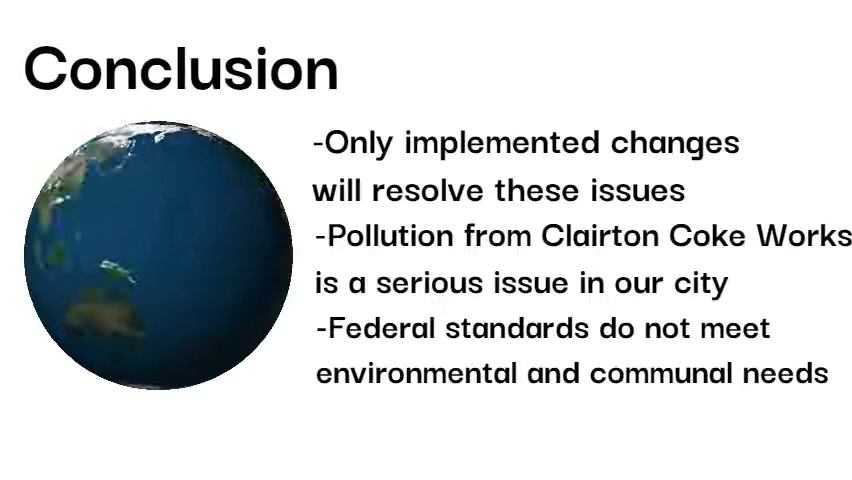 Conclusion
-Only implemented changes
will resolve these issues
-Pollution from Clairton Coke Works
is a serious issue in our city
-Federal standards do not meet
environmental and communal needs